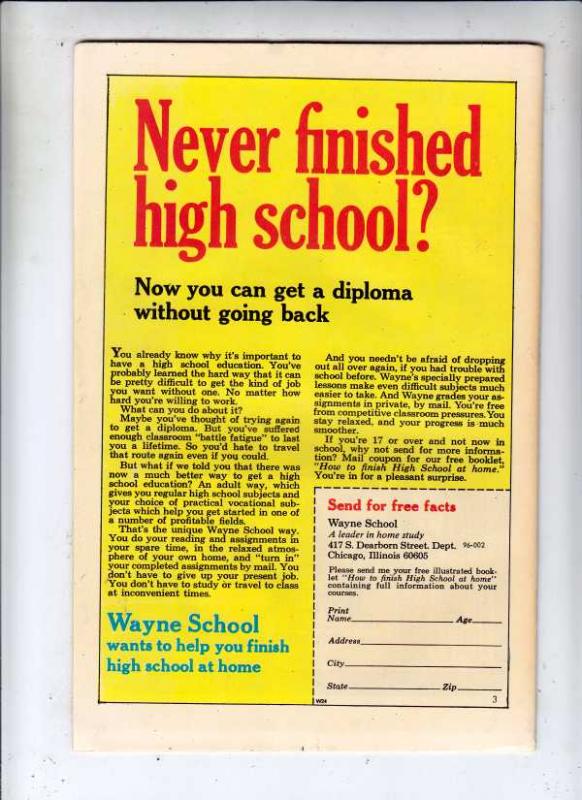 Never finished
high school?
Now you can get a diploma
without going back
You already know why it's important to
have a high school education. You've
probably learned the hard way that it can
be pretty difficult to get the kind of job
you want without one. No matter how
hard you're willing to work.
What can you do about it?
Maybe you've thought of trying again
to get a diploma. But you've suffered
enough classroom "battle fatigue" to last
you a lifetime. So you'd hate to travel
that route again even if you could.
But what if we told you that there was
now a much better way to get a high
school education? An adult way, which
gives you regular high school subjects and
your choice of practical vocational sub-
jects which help you get started in one of
a number of profitable fields.
That's the unique Wayne School way.
You do your reading and assignments in
your spare time, in the relaxed atmos-
phere of your own home, and "turn in"
your completed assignments by mail. You
don't have to give up your present job.
You don't have to study or travel to class
at inconvenient times.
Wayne School
wants to help you finish
high school at home
And you needn't be afraid of dropping
out all over again, if you had trouble with
school before. Wayne's specially prepared
lessons make even difficult subjects much
easier to take. And Wayne grades your as-
signments in private, by mail. You're free
from competitive classroom pressures. You
stay relaxed, and your progress is much
smoother.
If you're 17 or over and not now in
school, why not send for more informa-
tion? Mail coupon for our free booklet,
"How to finish High School at home."
You're in for a pleasant surprise.
Send for free facts
Wayne School
A leader in home study
417 S. Dearborn Street. Dept. 96-002
Chicago, Illinois 60605
Please send me your free illustrated book-
let "How to finish High School at home"
containing full information about your
courses.
Print
Name Age
Address
City
State Zip
W24 3